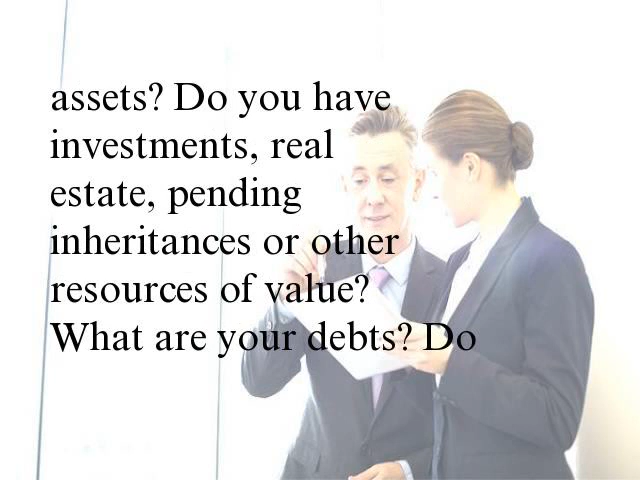 assets? Do you have
investments, real
estate, pending
inheritances or other
resources of value?
What are your debts? Do